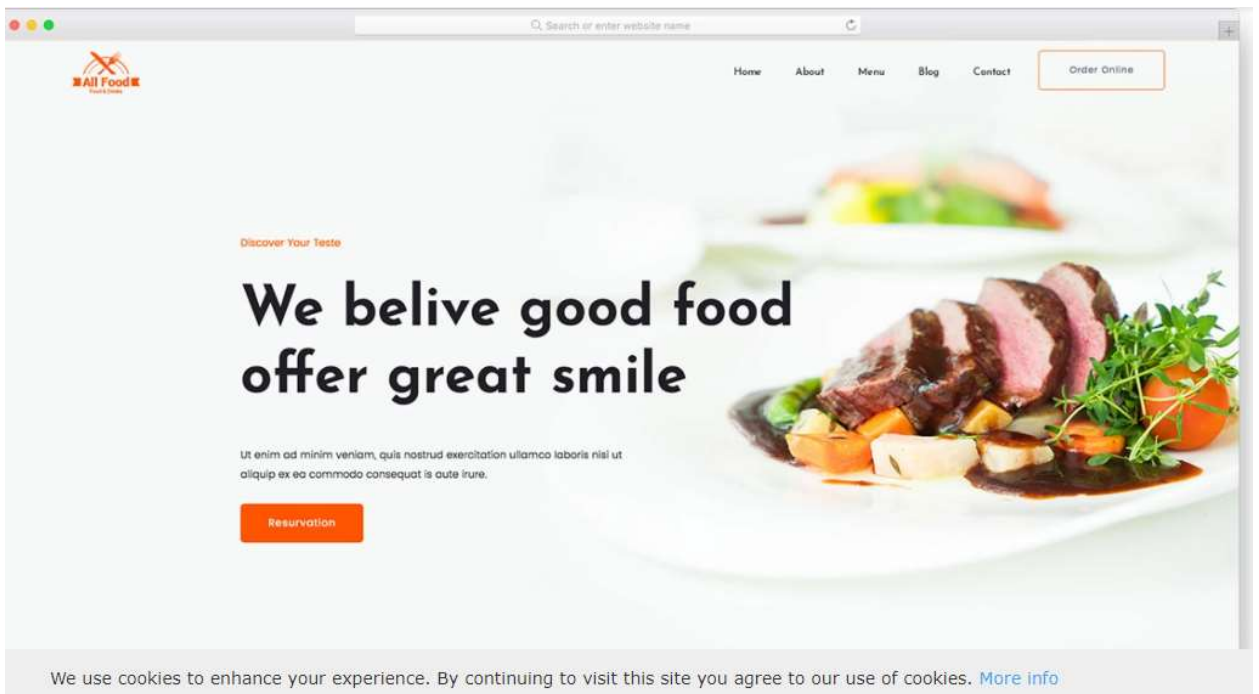 Search or enter website name
All Food
Food & Drinks
Home About Menu Blog Contact Order Online
Discover Your Teste
We belive good food
offer great smile
Ut enim ad minim veniam, quis nostrud exercitation ullamco laboris nisi ut
aliquip ex ea commodo consequat is aute irure.
Resurvation
We use cookies to enhance your experience. By continuing to visit this site you agree to our use of cookies. More info